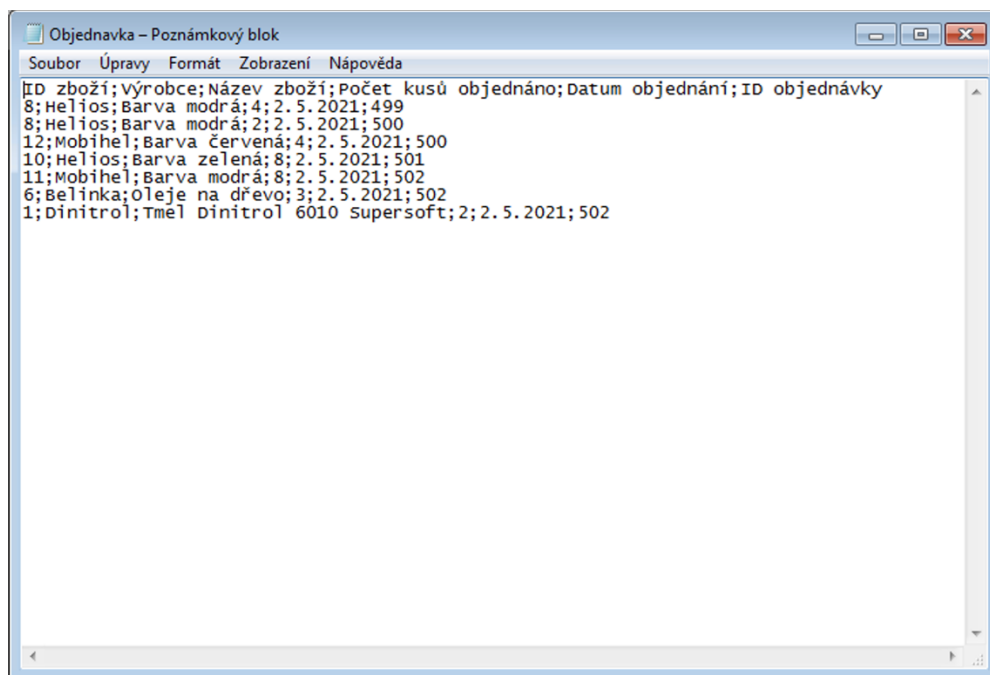 Objednavka – Poznámkový blok
Soubor Úpravy Formát Zobrazení Nápověda
ID zboží;Výrobce;Název zboží;Počet kusů objednáno;Datum objednání;ID objednávky
8;Helios;Barva modrá;4;2.5.2021;499
8;Helios;Barva modrá;2;2.5.2021;500
12;Mobihel;Barva červená;4;2.5.2021;500
10;Helios;Barva zelená;8;2.5.2021;501
11;Mobihel;Barva modrá;8;2.5.2021;502
6;Belinka;Oleje na dřevo;3;2.5.2021;502
1;Dinitrol;Tmel Dinitrol 6010 Supersoft;2;2.5.2021;502